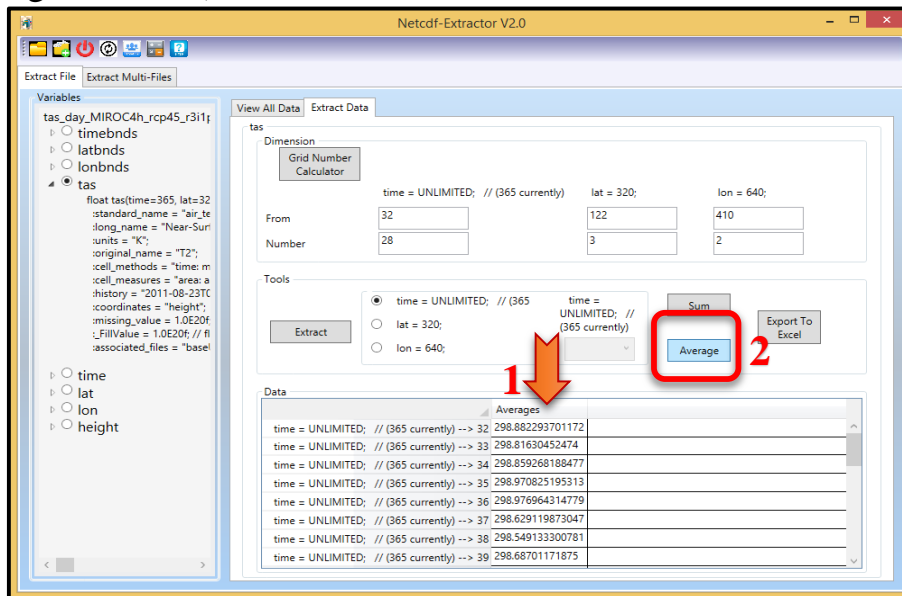 Netcdf-Extractor V2.0
Extract File Extract Multi-Files
Variables
tas_day_MIROC4h_rcp45_r3i1p
timebnds
latbnds
lonbnds
tas
float tas(time=365, lat=32
:standard_name = "air_te
:long_name = "Near-Surf
:units = "K";
:original_name = "T2";
:cell_methods = "time: m
:cell_measures = "area: a
:history = "2011-08-23T0
:coordinates = "height";
:missing_value = 1.0E20f;
:_FillValue = 1.0E20f; // fl
:associated_files = "basel
time
lat
lon
height
View All Data Extract Data
tas
Dimension
Grid Number
Calculator
time = UNLIMITED; // (365 currently) lat = 320; lon = 640;
From 32 122 410
Number 28 3 2
Tools
Extract
time = UNLIMITED; // (365
lat = 320;
lon = 640;
time =
UNLIMITED; //
(365 currently)
Sum
Average
Export To
Excel
1
2
Data
Averages
time = UNLIMITED; // (365 currently) --> 32 298.882293701172
time = UNLIMITED; // (365 currently) --> 33 298.81630452474
time = UNLIMITED; // (365 currently) --> 34 298.859268188477
time = UNLIMITED; // (365 currently) --> 35 298.970825195313
time = UNLIMITED; // (365 currently) --> 36 298.976964314779
time = UNLIMITED; // (365 currently) --> 37 298.629119873047
time = UNLIMITED; // (365 currently) --> 38 298.549133300781
time = UNLIMITED; // (365 currently) --> 39 298.68701171875